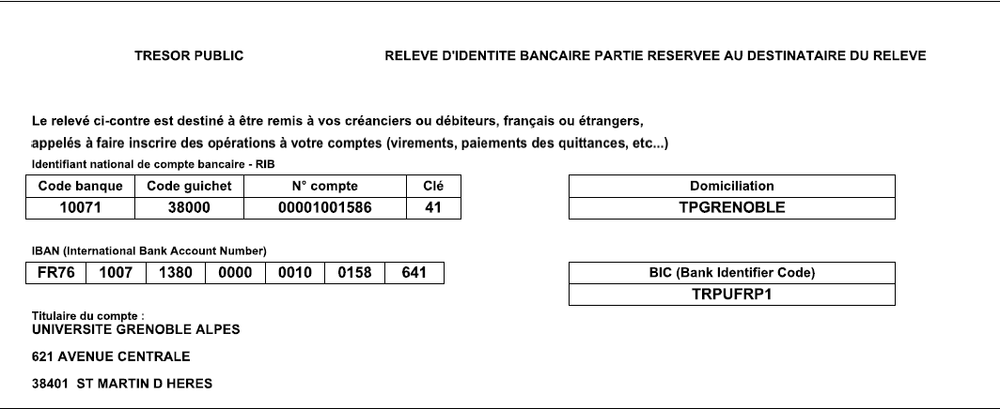 TRESOR PUBLIC RELEVE D'IDENTITE BANCAIRE PARTIE RESERVEE AU DESTINATAIRE DU RELEVE
Le relevé ci-contre est destiné à être remis à vos créanciers ou débiteurs, français ou étrangers,
appelés à faire inscrire des opérations à votre comptes (virements, paiements des quittances, etc...)
Identifiant national de compte bancaire - RIB
Code banque Code guichet N° compte Clé Domiciliation
10071 38000 00001001586 41 TPGRENOBLE
IBAN (International Bank Account Number)
FR76 1007 1380 0000 0010 0158 641 BIC (Bank Identifier Code)
TRPUFRP1
Titulaire du compte :
UNIVERSITE GRENOBLE ALPES
621 AVENUE CENTRALE
38401 ST MARTIN D HERES